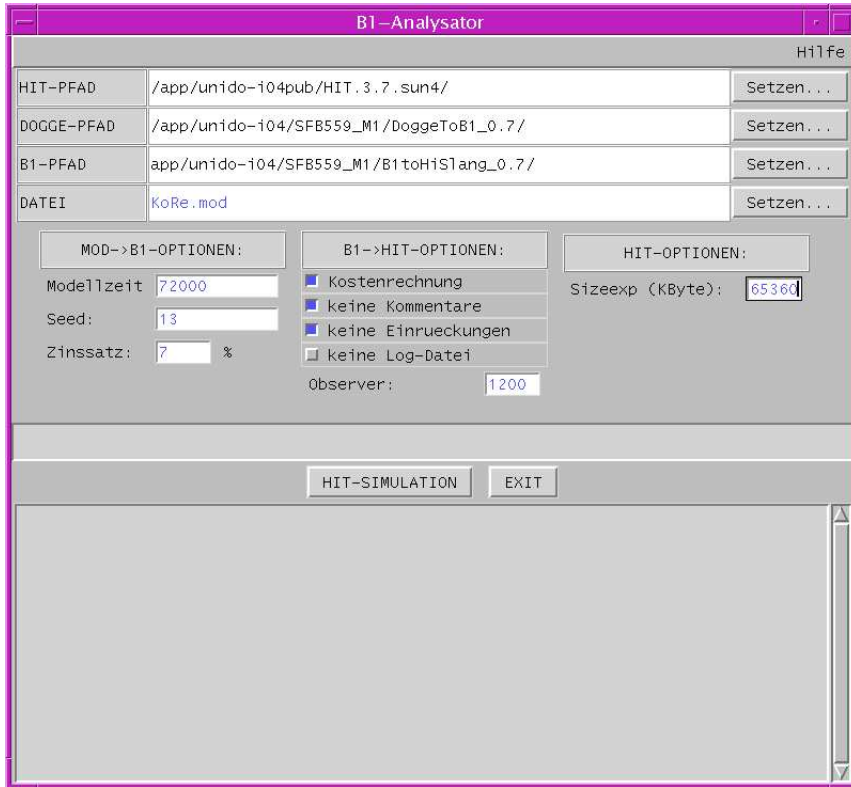 B1-Analysator
Hilfe
HIT-PFAD /app/unido-i04pub/HIT.3.7.sun4/ Setzen...
DOGGE-PFAD /app/unido-i04/SFB559_M1/DoggeToB1_0.7/ Setzen...
B1-PFAD app/unido-i04/SFB559_M1/B1toHiSlang_0.7/ Setzen...
DATEI KoRe.mod Setzen...
MOD->B1-OPTIONEN: B1->HIT-OPTIONEN: HIT-OPTIONEN:
Modellzeit 72000 Kostenrechnung Sizeexp (KByte): 65360
Seed: 13 keine Kommentare
keine Einrueckungen
Zinssatz: 7 % keine Log-Datei
Observer: 1200
HIT-SIMULATION EXIT